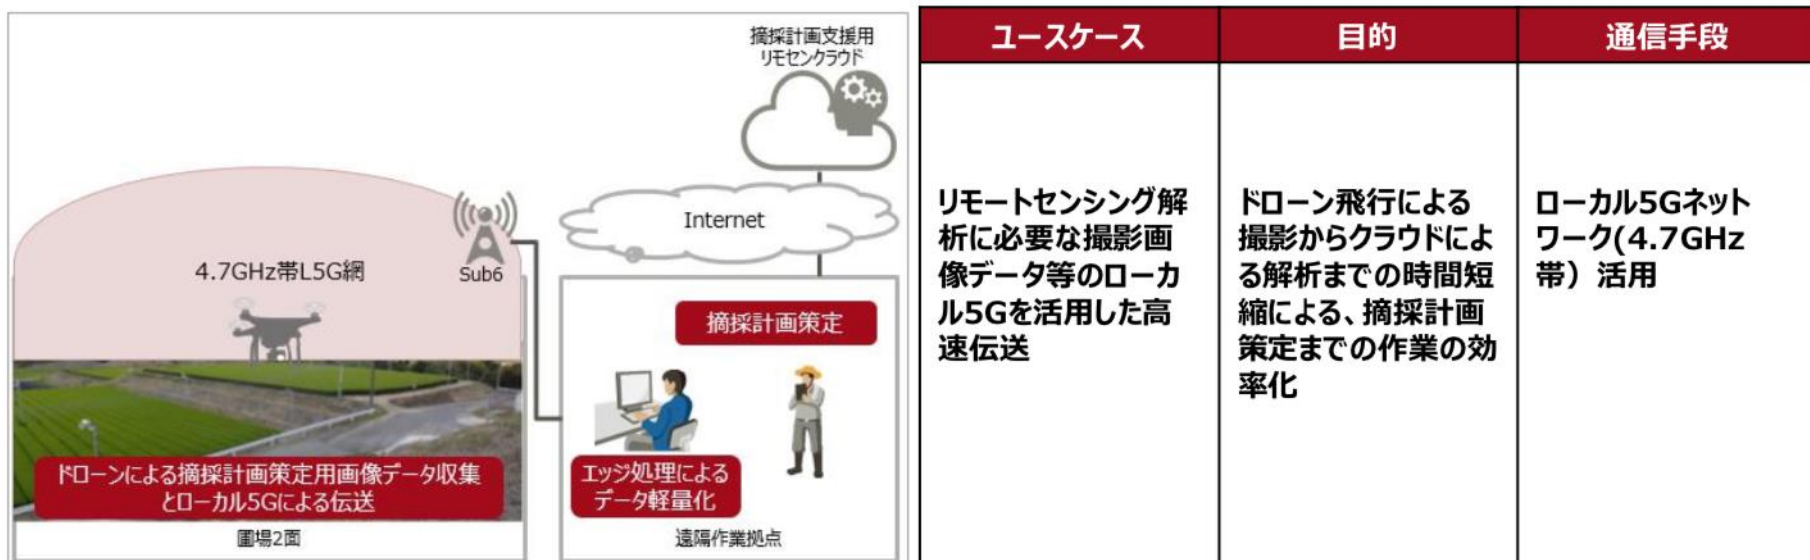 摘採計画支援用
リモセンクラウド
Internet
4.7GHz帯L5G網
Sub6
摘採計画策定
ドローンによる摘採計画策定用画像データ収集
とローカル5Gによる伝送
エッジ処理による
データ軽量化
圃場2面
遠隔作業拠点
ユースケース
目的
通信手段
リモートセンシング解
析に必要な撮影画
像データ等のローカ
ル5Gを活用した高
速伝送
ドローン飛行による
撮影からクラウドによ
る解析までの時間短
縮による、摘採計画
策定までの作業の効
率化
ローカル5Gネット
ワーク(4.7GHz
帯）活用